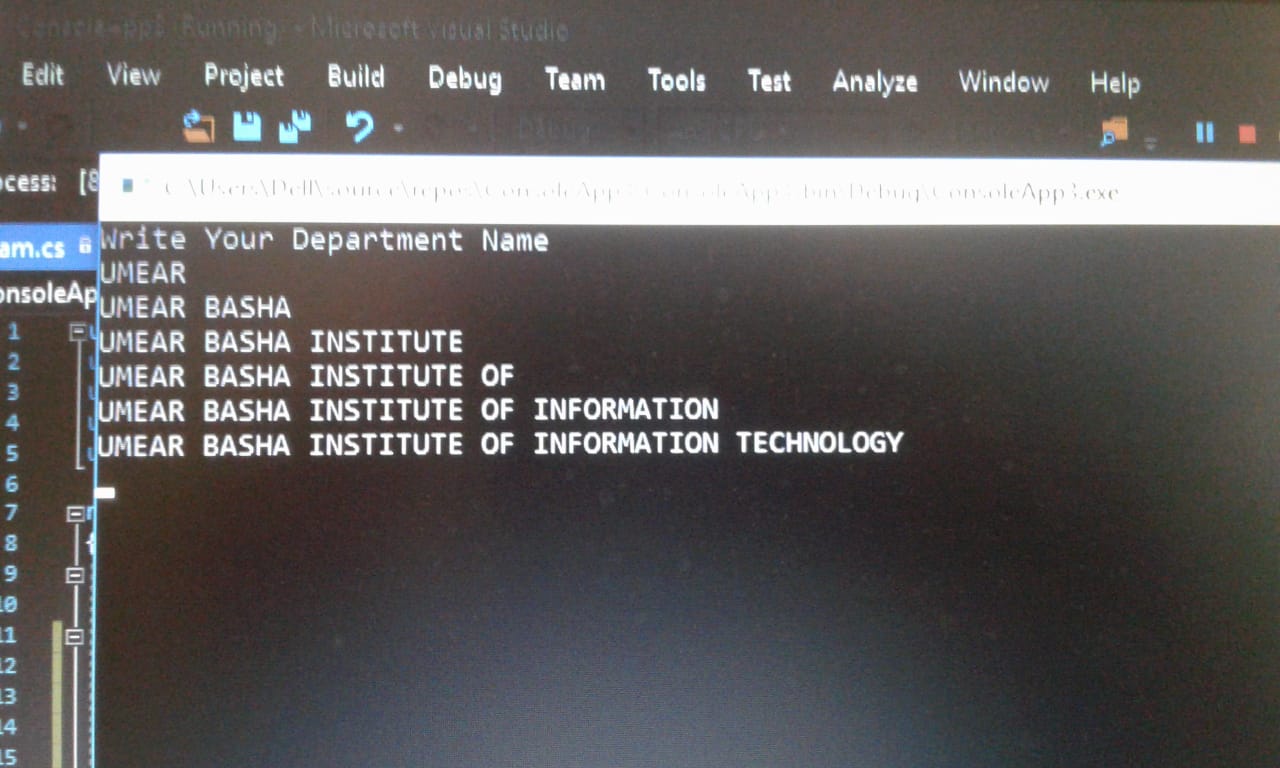 (Running) - Microsoft Visual Studio
Edit View Project Build Debug Team Tools Test Analyze Window Help
ocess: [8
C:\Users\Dell\source\repos\ConsoleApp3\ConsoleApp3\bin\Debug\ConsoleApp3.exe
am.cs
onsoleAp
Write Your Department Name
UMEAR
UMEAR BASHA
UMEAR BASHA INSTITUTE
UMEAR BASHA INSTITUTE OF
UMEAR BASHA INSTITUTE OF INFORMATION
UMEAR BASHA INSTITUTE OF INFORMATION TECHNOLOGY
1
2
3
4
5
6
7
8
9
10
11
12
13
14
15